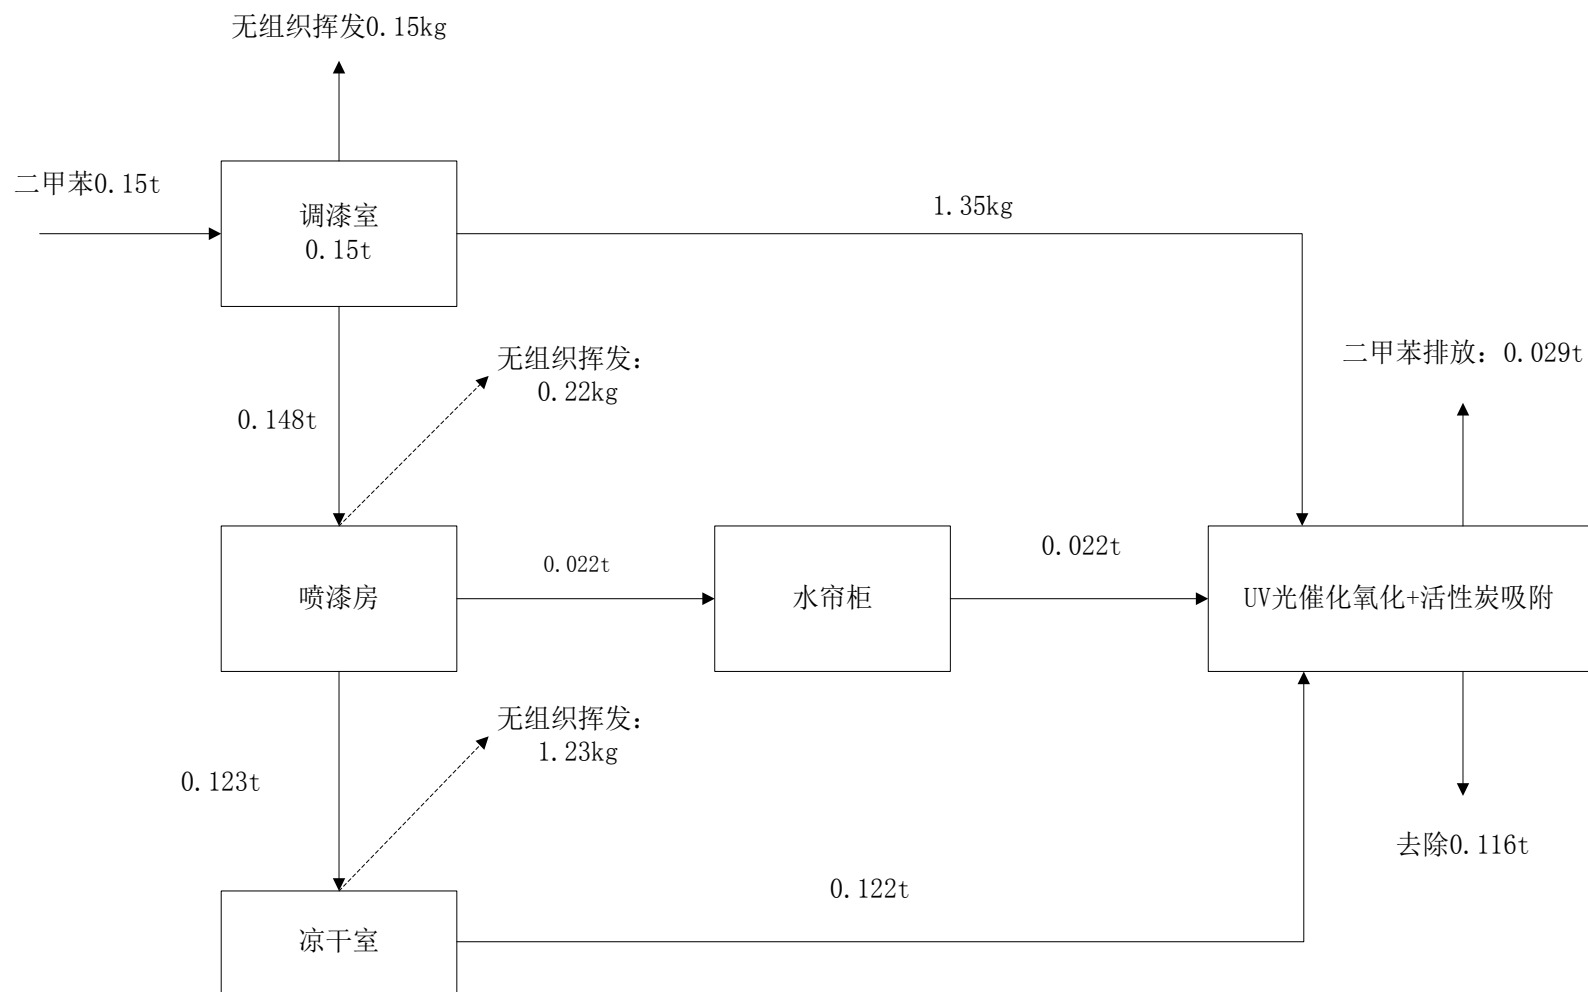 无组织挥发0.15kg
二甲苯0.15t
调漆室
0.15t
1.35kg
无组织挥发：
0.22kg
二甲苯排放：0.029t
0.148t
喷漆房
0.022t
水帘柜
0.022t
UV光催化氧化+活性炭吸附
无组织挥发：
1.23kg
0.123t
去除0.116t
0.122t
凉干室